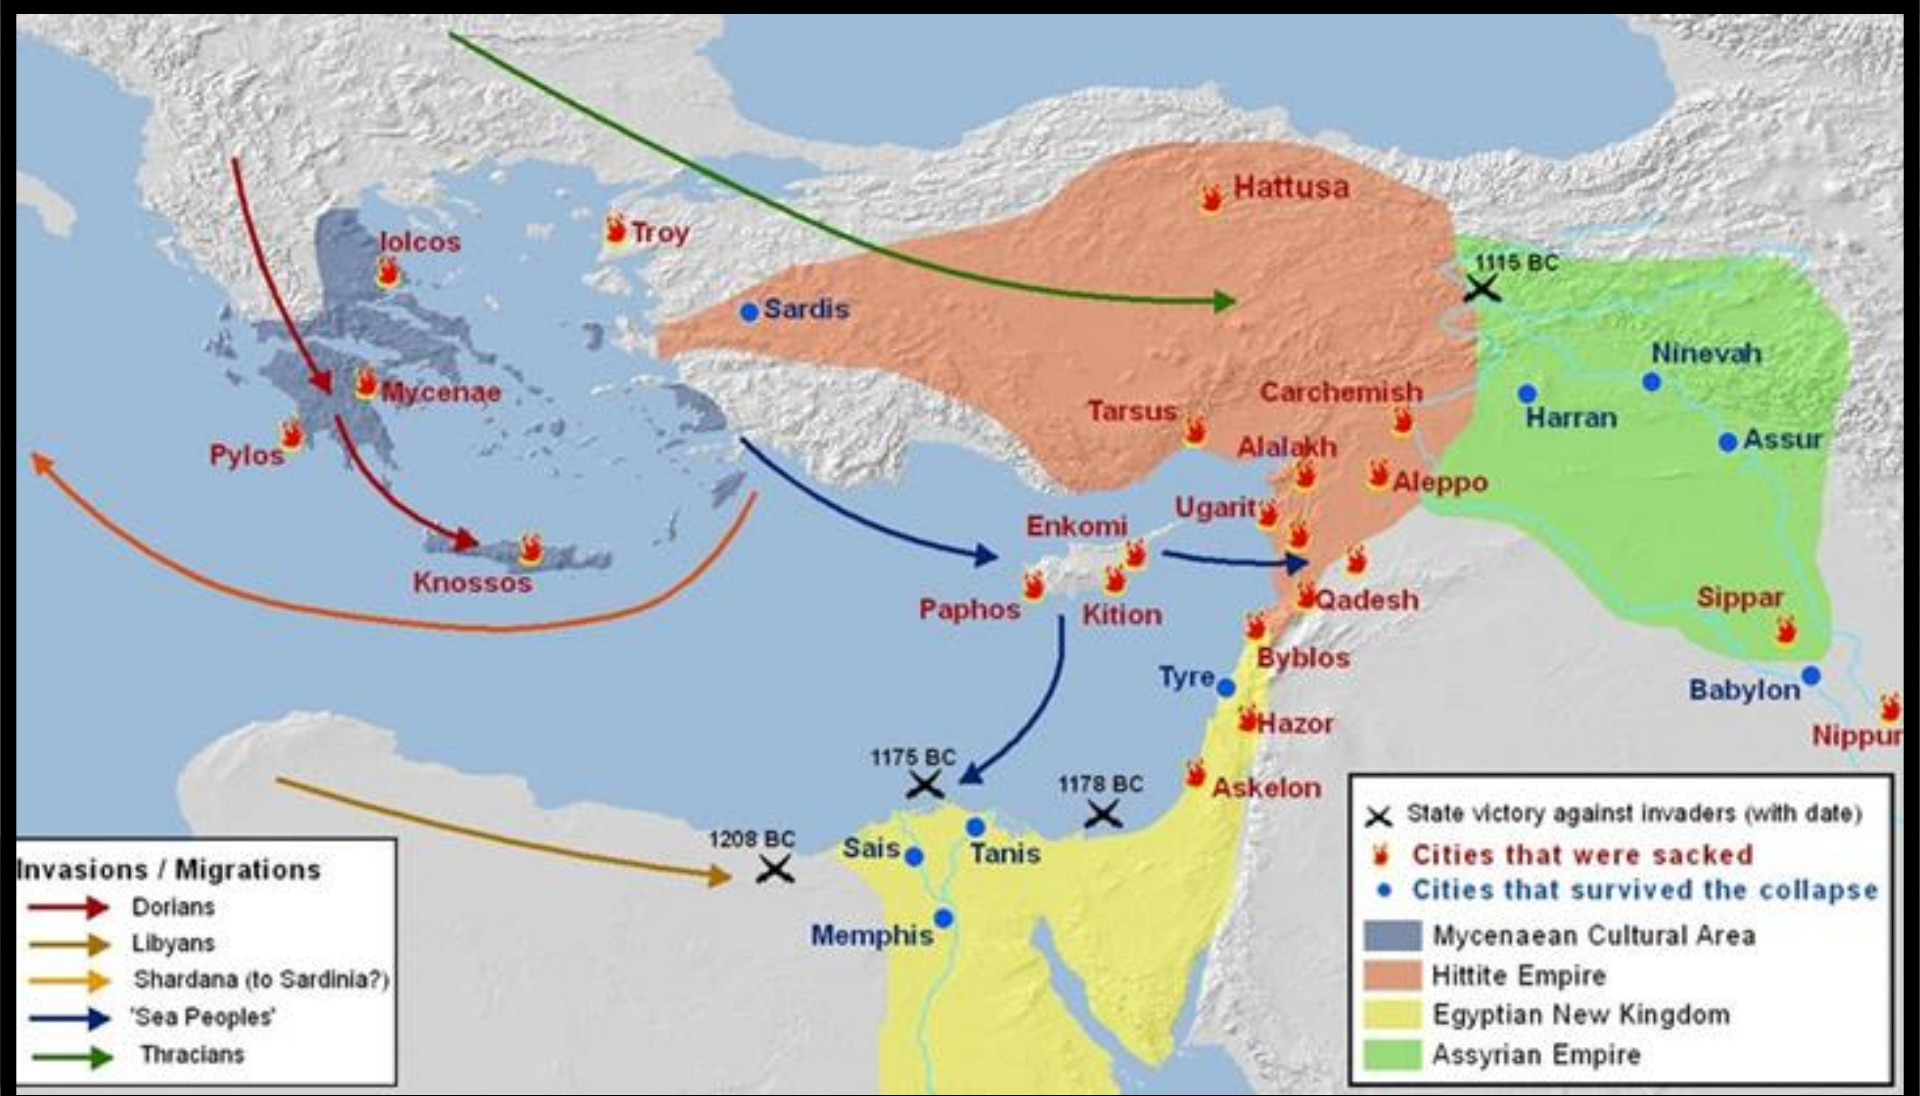 Hattusa
Iolcos
Troy
1115 BC
Sardis
Ninevah
Mycenae
Tarsus
Carchemish
Harran
Pylos
Alalakh
Assur
Aleppo
Ugarit
Enkomi
Knossos
Paphos
Kition
Qadesh
Sippar
Byblos
Tyre
Babylon
Hazor
Nippur
1175 BC
1178 BC
Askelon
1208 BC
Sais
Tanis
Memphis
Invasions / Migrations
Dorians
Libyans
Shardana (to Sardinia?)
'Sea Peoples'
Thracians
State victory against invaders (with date)
Cities that were sacked
Cities that survived the collapse
Mycenaean Cultural Area
Hittite Empire
Egyptian New Kingdom
Assyrian Empire